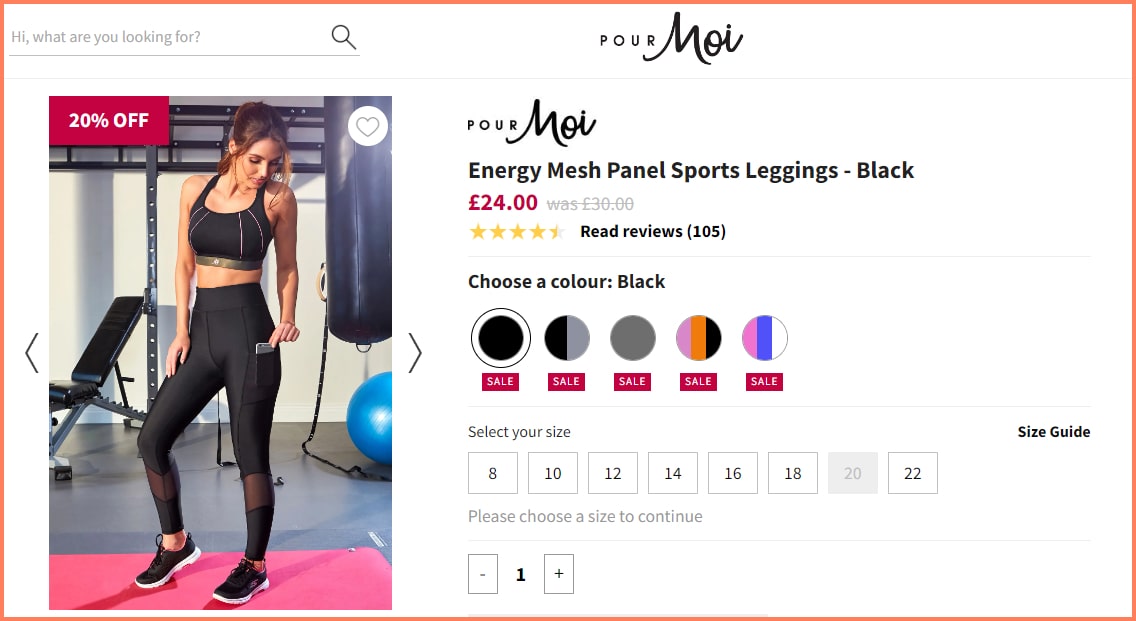 Hi, what are you looking for?
POUR Moi
20% OFF
POUR Moi
Energy Mesh Panel Sports Leggings - Black
£24.00 was £30.00
Read reviews (105)
Choose a colour: Black
SALE SALE SALE SALE SALE
Select your size Size Guide
8 10 12 14 16 18 20 22
Please choose a size to continue
- 1 +